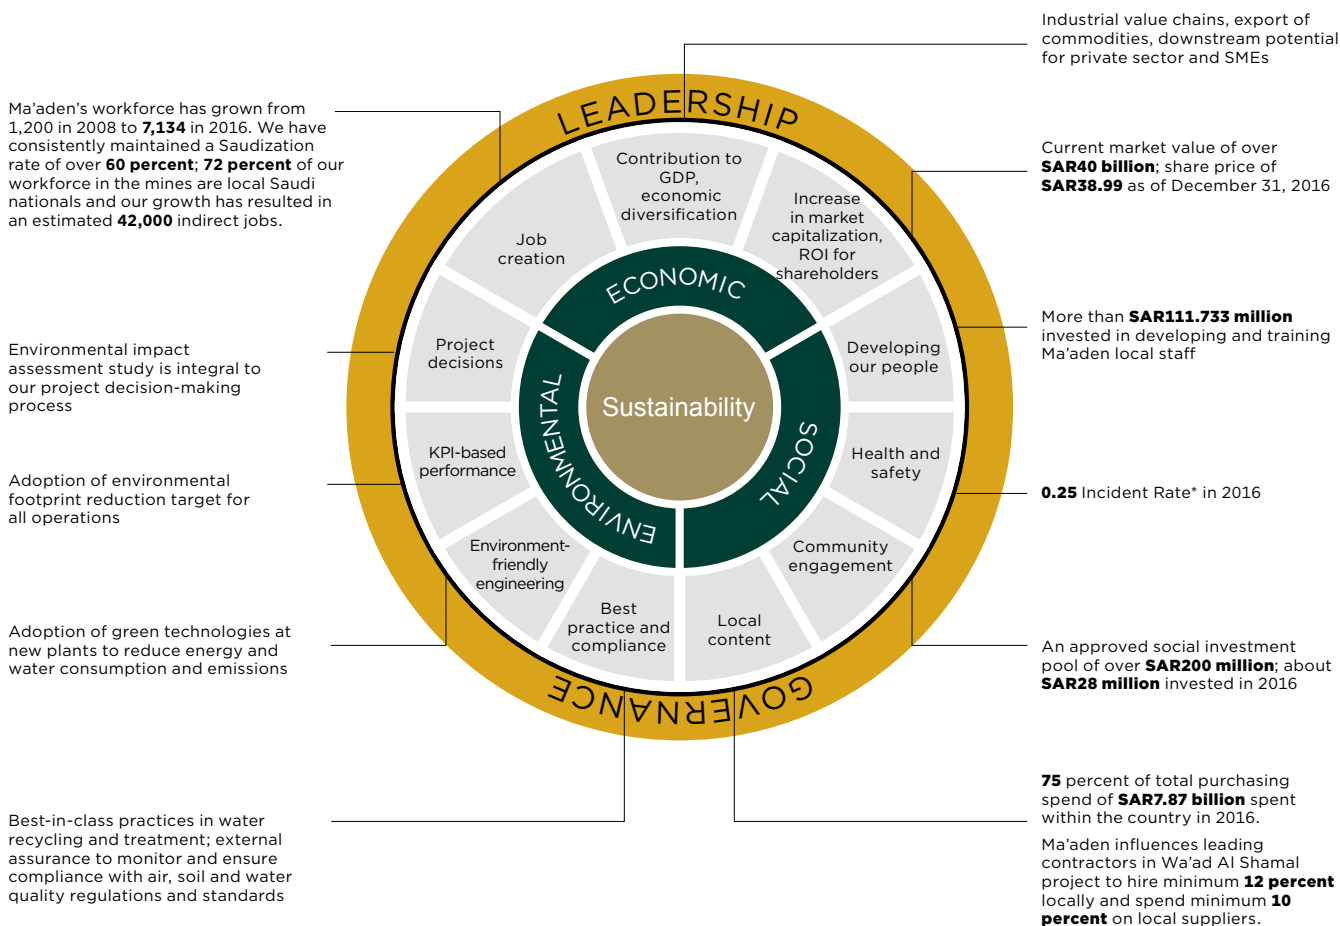 Industrial value chains, export of
commodities, downstream potential
for private sector and SMEs
Ma’aden’s workforce has grown from
1,200 in 2008 to 7,134 in 2016. We have
consistently maintained a Saudization
rate of over 60 percent; 72 percent of our
workforce in the mines are local Saudi
nationals and our growth has resulted in
an estimated 42,000 indirect jobs.
Current market value of over
SAR40 billion; share price of
SAR38.99 as of December 31, 2016
More than SAR111.733 million
invested in developing and training
Ma’aden local staff
Environmental impact
assessment study is integral to
our project decision-making
process
Adoption of environmental
footprint reduction target for
all operations
0.25 Incident Rate* in 2016
Adoption of green technologies at
new plants to reduce energy and
water consumption and emissions
An approved social investment
pool of over SAR200 million; about
SAR28 million invested in 2016
Best-in-class practices in water
recycling and treatment; external
assurance to monitor and ensure
compliance with air, soil and water
quality regulations and standards
75 percent of total purchasing
spend of SAR7.87 billion spent
within the country in 2016.
Ma’aden influences leading
contractors in Wa’ad Al Shamal
project to hire minimum 12 percent
locally and spend minimum 10
percent on local suppliers.
LEADERSHIP
Contribution to
GDP,
economic
diversification
Increase
in market
capitalization,
ROI for
shareholders
Job
creation
ECONOMIC
Project
decisions
Developing
our people
Sustainability
ENVIRONMENTAL
SOCIAL
KPI-based
performance
Health and
safety
Environment-
friendly
engineering
Community
engagement
Best
practice and
compliance
Local
content
GOVERNANCE